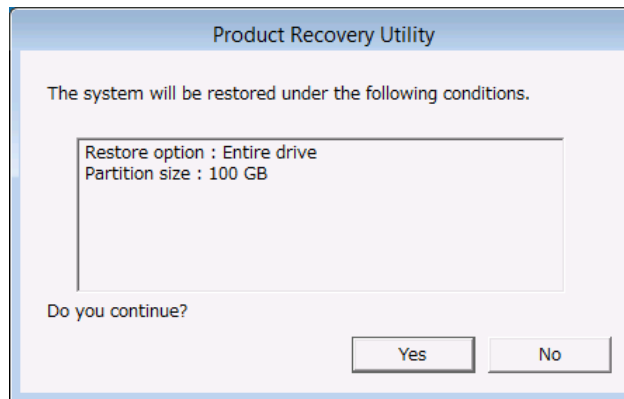 Product Recovery Utility
The system will be restored under the following conditions.
Restore option : Entire drive
Partition size : 100 GB
Do you continue?
Yes
No